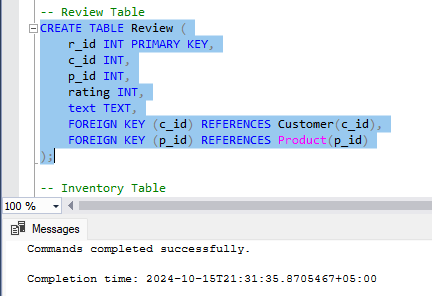 -- Review Table
CREATE TABLE Review (
r_id INT PRIMARY KEY,
c_id INT,
p_id INT,
rating INT,
text TEXT,
FOREIGN KEY (c_id) REFERENCES Customer(c_id),
FOREIGN KEY (p_id) REFERENCES Product(p_id)
);
-- Inventory Table
100 %
Messages
Commands completed successfully.
Completion time: 2024-10-15T21:31:35.8705467+05:00